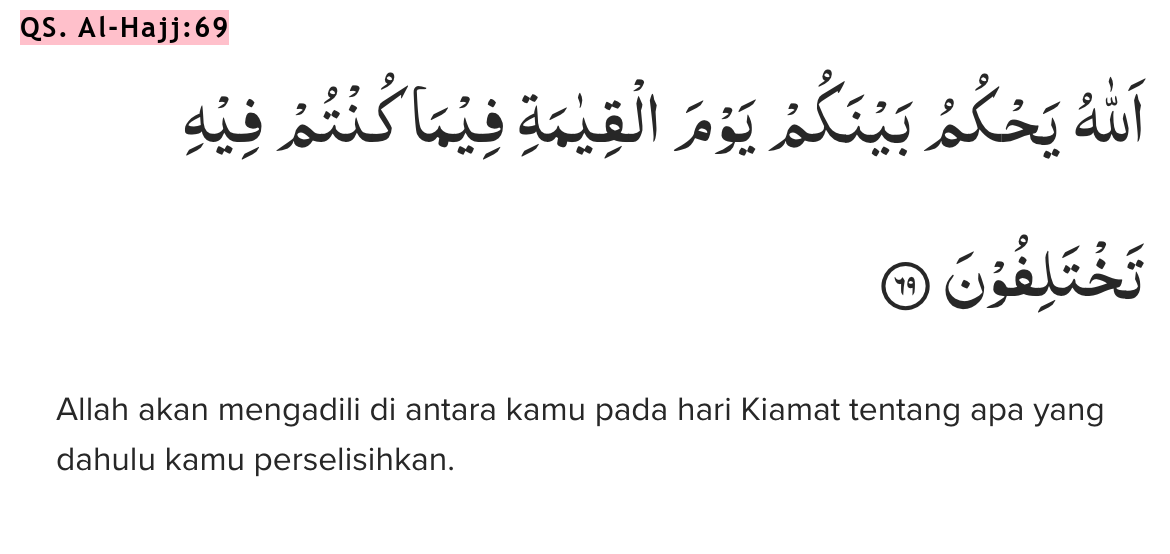 QS. Al-Hajj:69
اَللّٰهُ يَحْكُمُ بَيْنَكُمْ يَوْمَ الْقِيٰمَةِ فِيْمَا كُنْتُمْ فِيْهِ
تَخْتَلِفُوْنَ ٦٩
Allah akan mengadili di antara kamu pada hari Kiamat tentang apa yang
dahulu kamu perselisihkan.